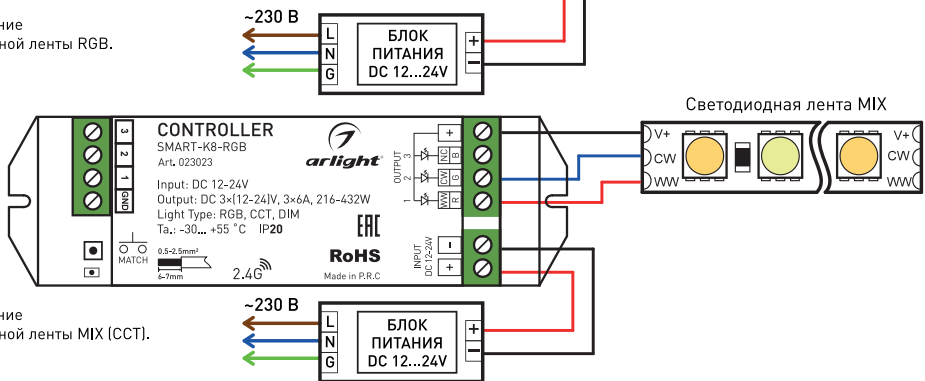 ~230 В
ние
ной ленты RGB.
L
N
G
БЛОК
ПИТАНИЯ
DC 12...24V
+
−
Светодиодная лента MIX
3
2
1
GND
CONTROLLER
SMART-K8-RGB
Art. 023023
Input: DC 12-24V
Output: DC 3×(12-24)V, 3×6A, 216-432W
Light Type: RGB, CCT, DIM
Ta.: -30... +55 °C IP20
MATCH
0.5-2.5mm²
6-7mm
2.4G
arlight
EAC
RoHS
Made in P.R.C
OUTPUT
3
2
1
+
NC B
CW G
WW R
INPUT
DC 12-24V
-
+
V+
CW
WW
V+
CW
WW
~230 В
ние
ной ленты MIX (CCT).
L
N
G
БЛОК
ПИТАНИЯ
DC 12...24V
+
−